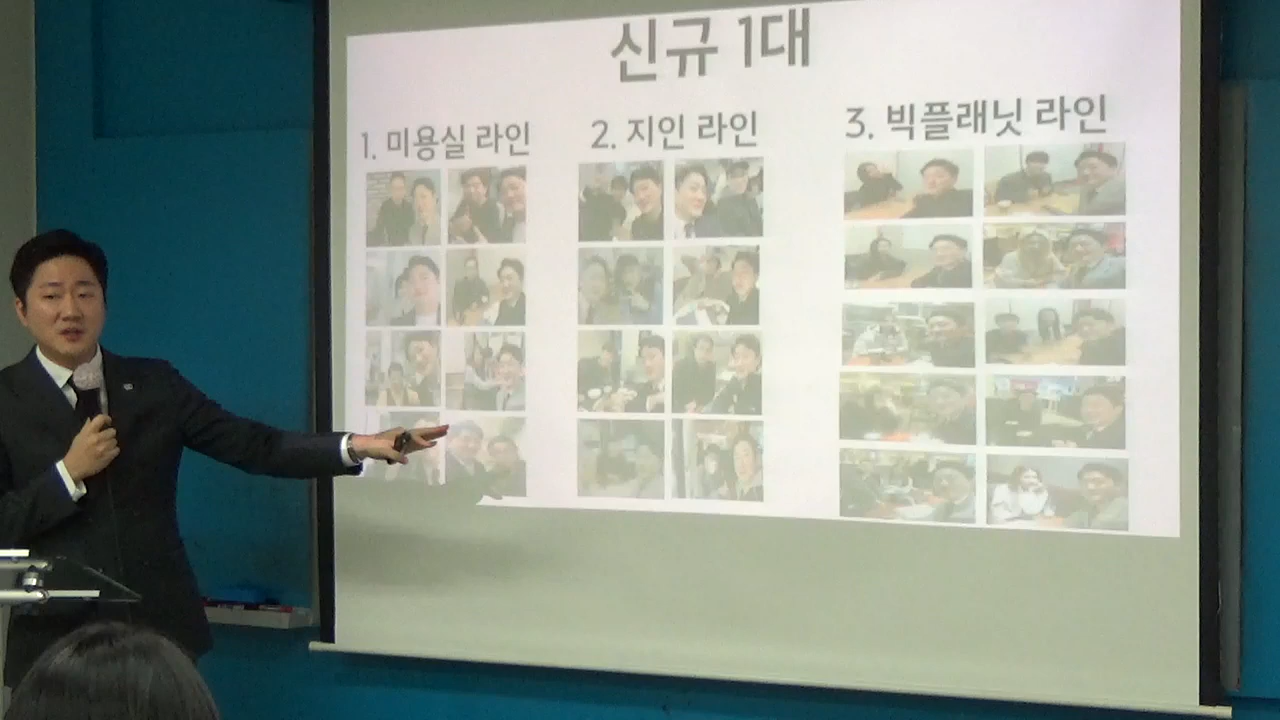 신규 1대
1. 미용실 라인
2. 지인 라인
3. 빅플래닛 라인